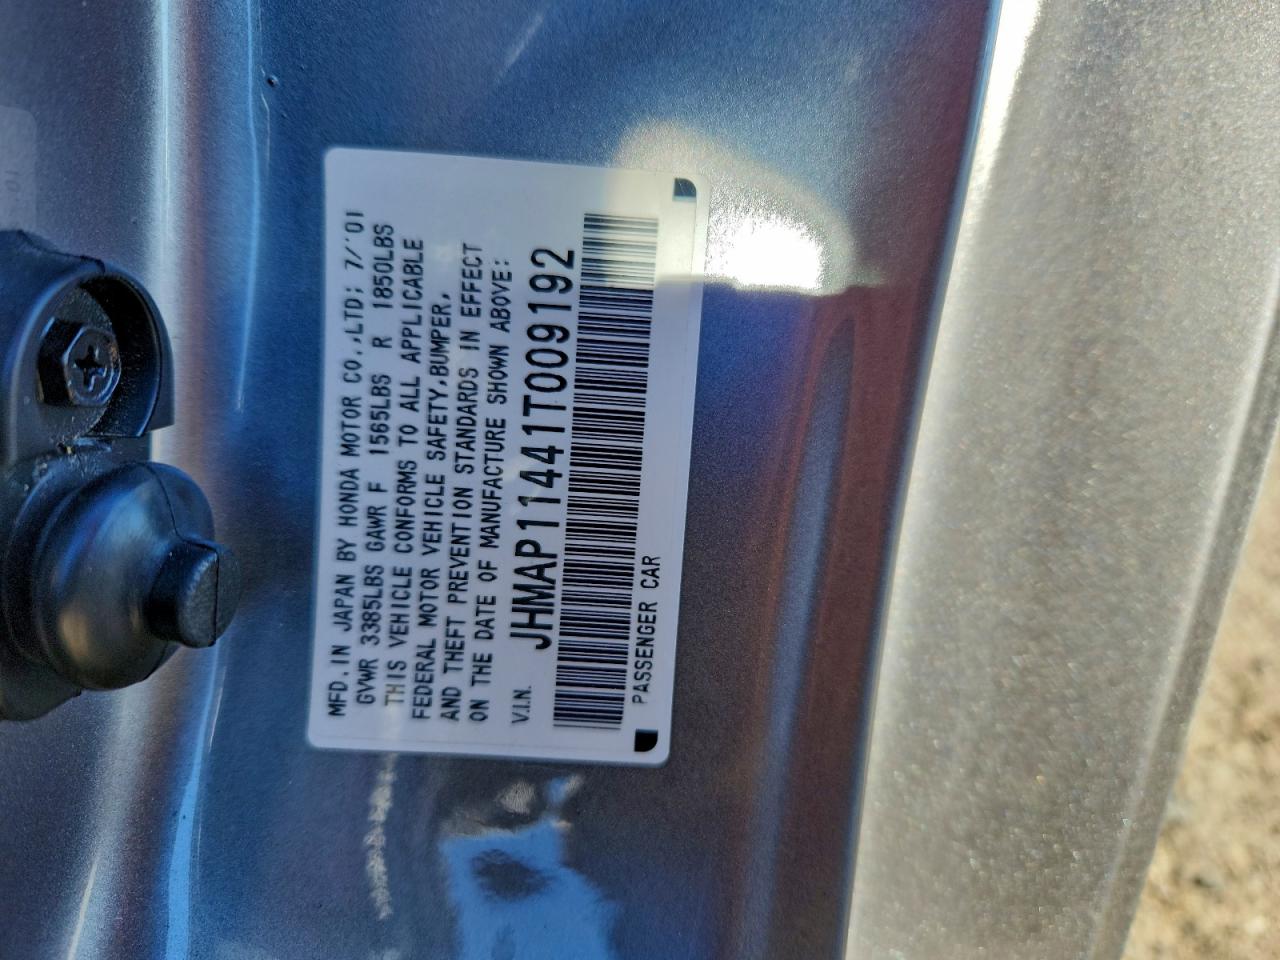 MFD. IN JAPAN BY HONDA MOTOR CO.,LTD; 7/'01
GVWR 3385LBS GAWR F 1565LBS R 1850LBS
THIS VEHICLE CONFORMS TO ALL APPLICABLE
FEDERAL MOTOR VEHICLE SAFETY,BUMPER,
AND THEFT PREVENTION STANDARDS IN EFFECT
ON THE DATE OF MANUFACTURE SHOWN ABOVE:
V.I.N. JHMAP11441T009192
PASSENGER CAR